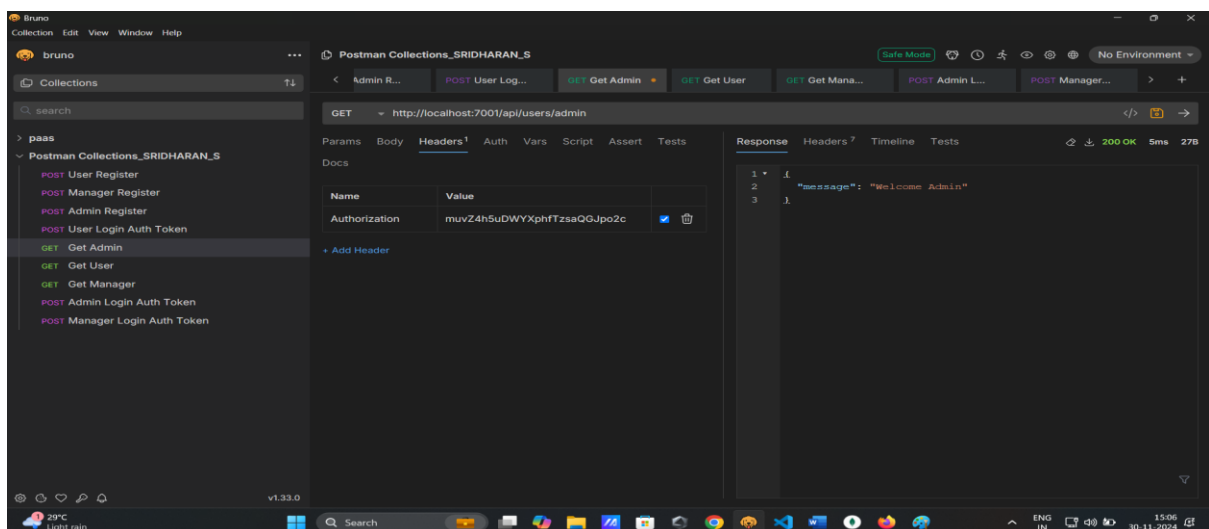 Bruno
Collection Edit View Window Help
bruno
Postman Collections_SRIDHARAN_S
Safe Mode
No Environment
Collections
Admin R...
POST User Log...
GET Get Admin
GET Get User
GET Get Mana...
POST Admin L...
POST Manager...
search
GET http://localhost:7001/api/users/admin
> paas
Postman Collections_SRIDHARAN_S
POST User Register
POST Manager Register
POST Admin Register
POST User Login Auth Token
GET Get Admin
GET Get User
GET Get Manager
POST Admin Login Auth Token
POST Manager Login Auth Token
Params Body Headers1 Auth Vars Script Assert Tests
Docs
Name Value
Authorization muvZ4h5uDWYXphfTzsaQGJpo2c
+ Add Header
Response Headers7 Timeline Tests
200 OK 5ms 27B
1 {
2 "message": "Welcome Admin"
3 }
v1.33.0
1
29°C
Light rain
Search
ENG
IN
15:06
30-11-2024